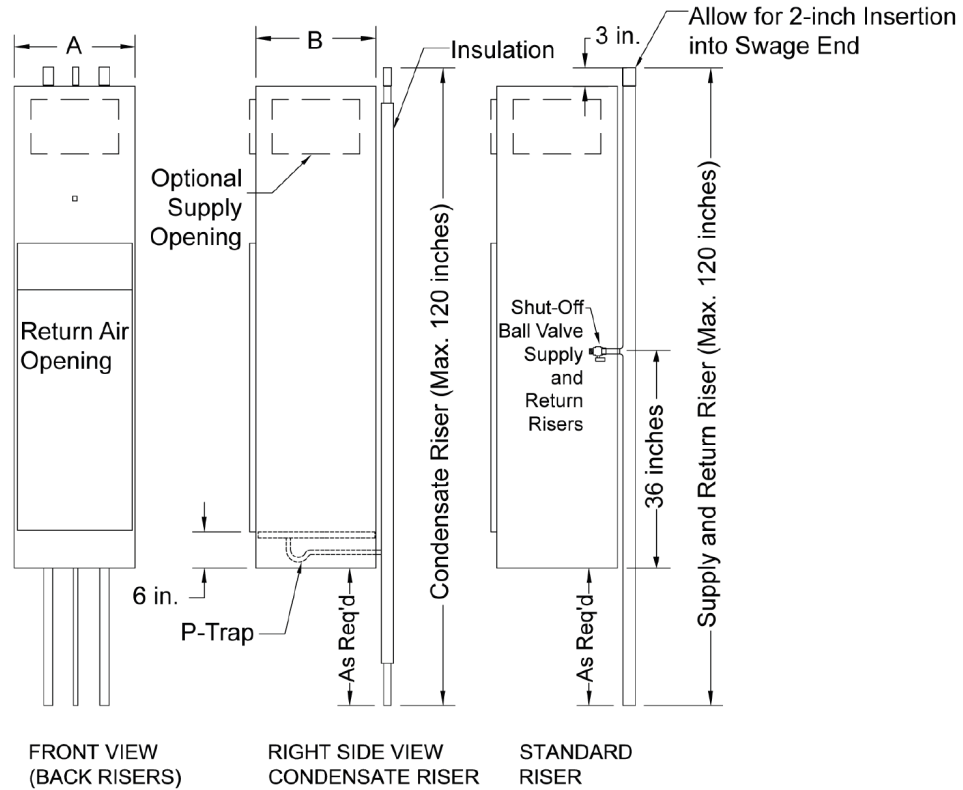 A
B
3 in.
Allow for 2-inch Insertion
into Swage End
Insulation
Optional
Supply
Opening
Condensate Riser (Max. 120 inches)
Supply and Return Riser (Max. 120 inches)
Return Air
Opening
Shut-Off
Ball Valve
Supply
and
Return
Risers
36 inches
6 in.
P-Trap
As Req'd
As Req'd
FRONT VIEW
(BACK RISERS)
RIGHT SIDE VIEW
CONDENSATE RISER
STANDARD
RISER